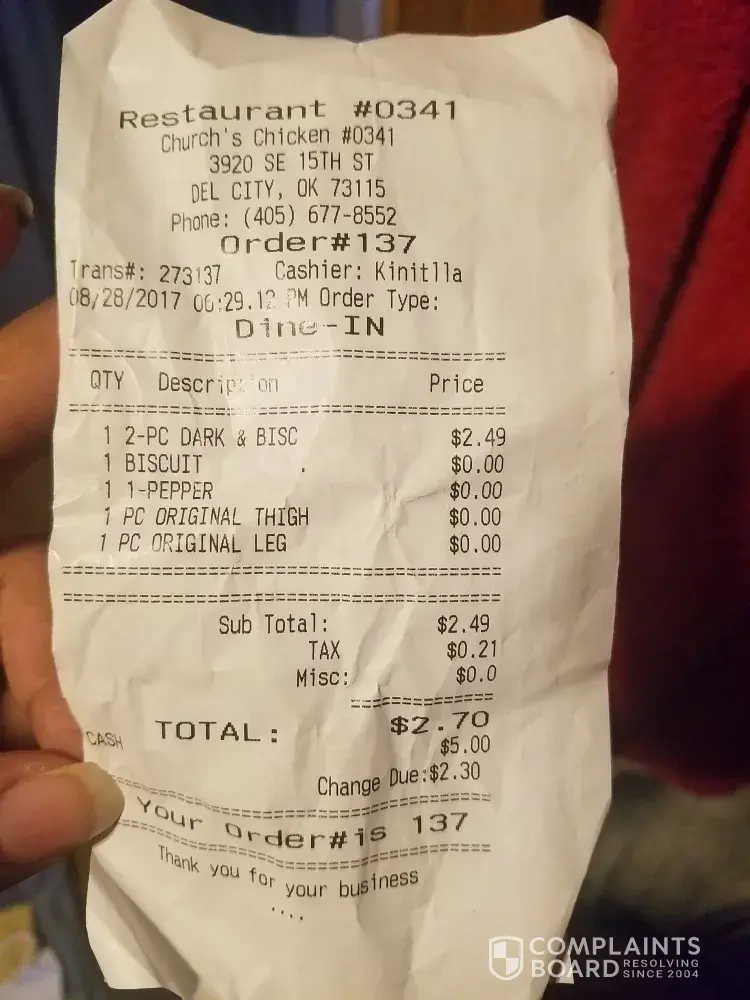 Restaurant #0341
Church's Chicken #0341
3920 SE 15TH ST
DEL CITY, OK 73115
Phone: (405) 677-8552
Order#137
Trans#: 273137 Cashier: Kinitlla
08/28/2017 06:29.12 PM Order Type:
Dine-IN
QTY Description Price
1 2-PC DARK & BISC $2.49
1 BISCUIT $0.00
1 1-PEPPER $0.00
1 PC ORIGINAL THIGH $0.00
1 PC ORIGINAL LEG $0.00
Sub Total: $2.49
TAX $0.21
Misc: $0.0
TOTAL: $2.70
CASH $5.00
Change Due:$2.30
Your Order#is 137
Thank you for your business
....
COMPLAINTS
BOARD RESOLVING
SINCE 2004